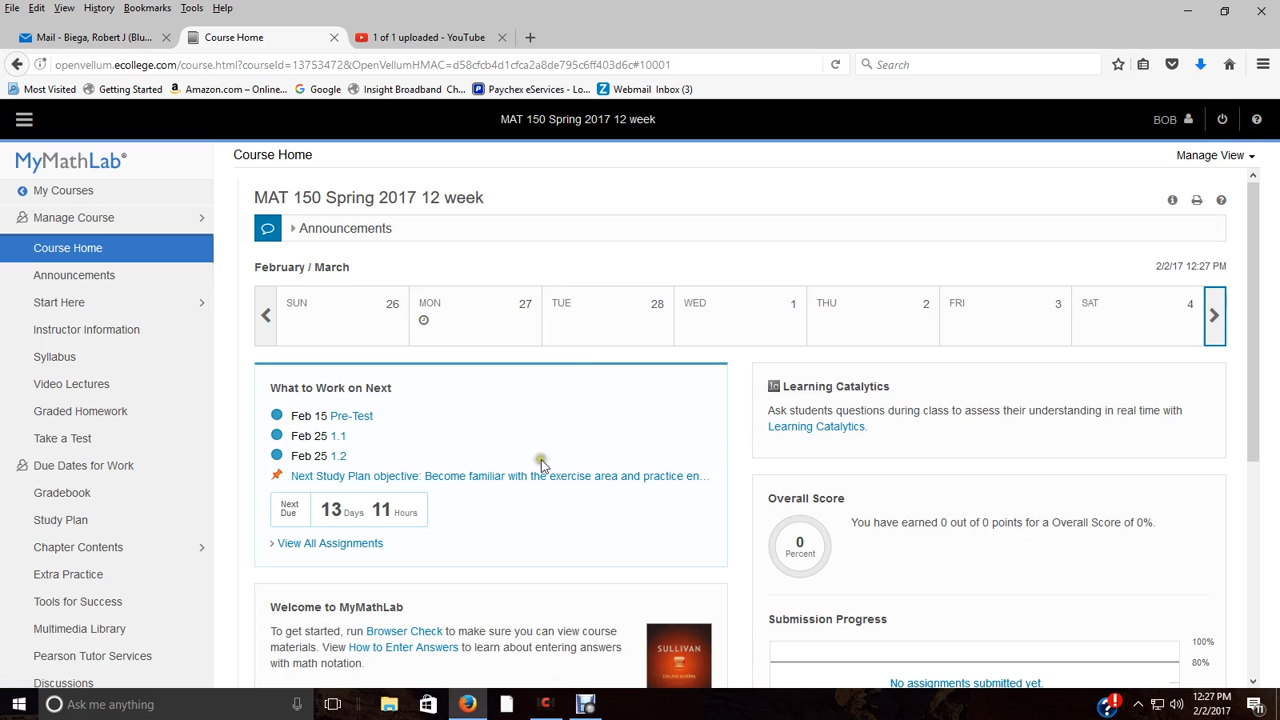 File Edit View History Bookmarks Tools Help
Mail - Biega, Robert J (Blu...
Course Home
1 of 1 uploaded - YouTube
openvellum.ecollege.com/course.html?courseId=13753472&OpenVellumHMAC=d58cfcb4d1cfca2a8de795c6ff403d6c#10001
Search
Most Visited Getting Started Amazon.com – Online... Google Insight Broadband Ch... Paychex eServices - Lo... Webmail Inbox (3)
MAT 150 Spring 2017 12 week
BOB
MyMathLab®
My Courses
Manage Course
Course Home
Announcements
Start Here
Instructor Information
Syllabus
Video Lectures
Graded Homework
Take a Test
Due Dates for Work
Gradebook
Study Plan
Chapter Contents
Extra Practice
Tools for Success
Multimedia Library
Pearson Tutor Services
Discussions
Course Home
Manage View
MAT 150 Spring 2017 12 week
Announcements
February / March
2/2/17 12:27 PM
SUN 26 MON 27 TUE 28 WED 1 THU 2 FRI 3 SAT 4
What to Work on Next
Feb 15 Pre-Test
Feb 25 1.1
Feb 25 1.2
Next Study Plan objective: Become familiar with the exercise area and practice en...
Next Due 13 Days 11 Hours
View All Assignments
Welcome to MyMathLab
To get started, run Browser Check to make sure you can view course
materials. View How to Enter Answers to learn about entering answers
with math notation.
SULLIVAN
COLLEGE ALGEBRA
Learning Catalytics
Ask students questions during class to assess their understanding in real time with
Learning Catalytics.
Overall Score
0
Percent
You have earned 0 out of 0 points for a Overall Score of 0%.
Submission Progress
100%
80%
No assignments submitted yet.
Ask me anything
12:27 PM
2/2/2017